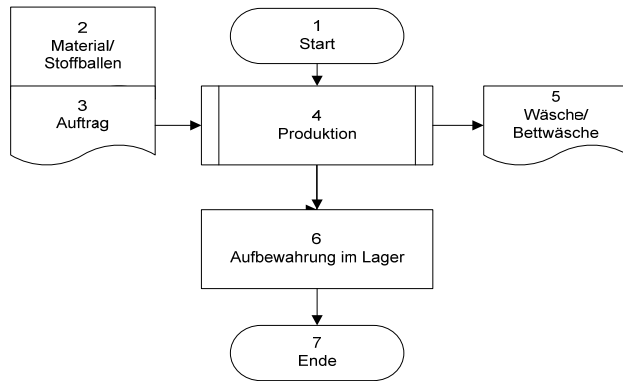 1
Start
2
Material/
Stoffballen
3
Auftrag
4
Produktion
5
Wäsche/
Bettwäsche
6
Aufbewahrung im Lager
7
Ende